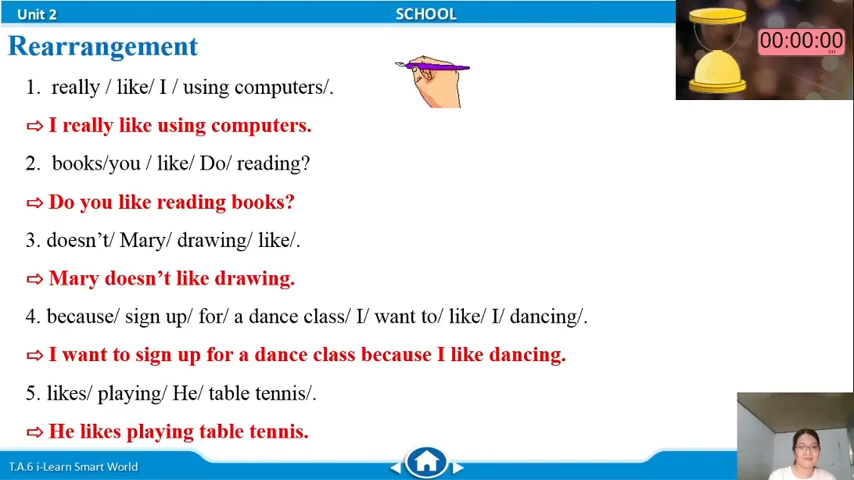 Unit 2
SCHOOL
00:00:00
Rearrangement
1. really / like/ I / using computers/.
⇨ I really like using computers.
2. books/you / like/ Do/ reading?
⇨ Do you like reading books?
3. doesn’t/ Mary/ drawing/ like/.
⇨ Mary doesn’t like drawing.
4. because/ sign up/ for/ a dance class/ I/ want to/ like/ I/ dancing/.
⇨ I want to sign up for a dance class because I like dancing.
5. likes/ playing/ He/ table tennis/.
⇨ He likes playing table tennis.
T.A.6 i-Learn Smart World